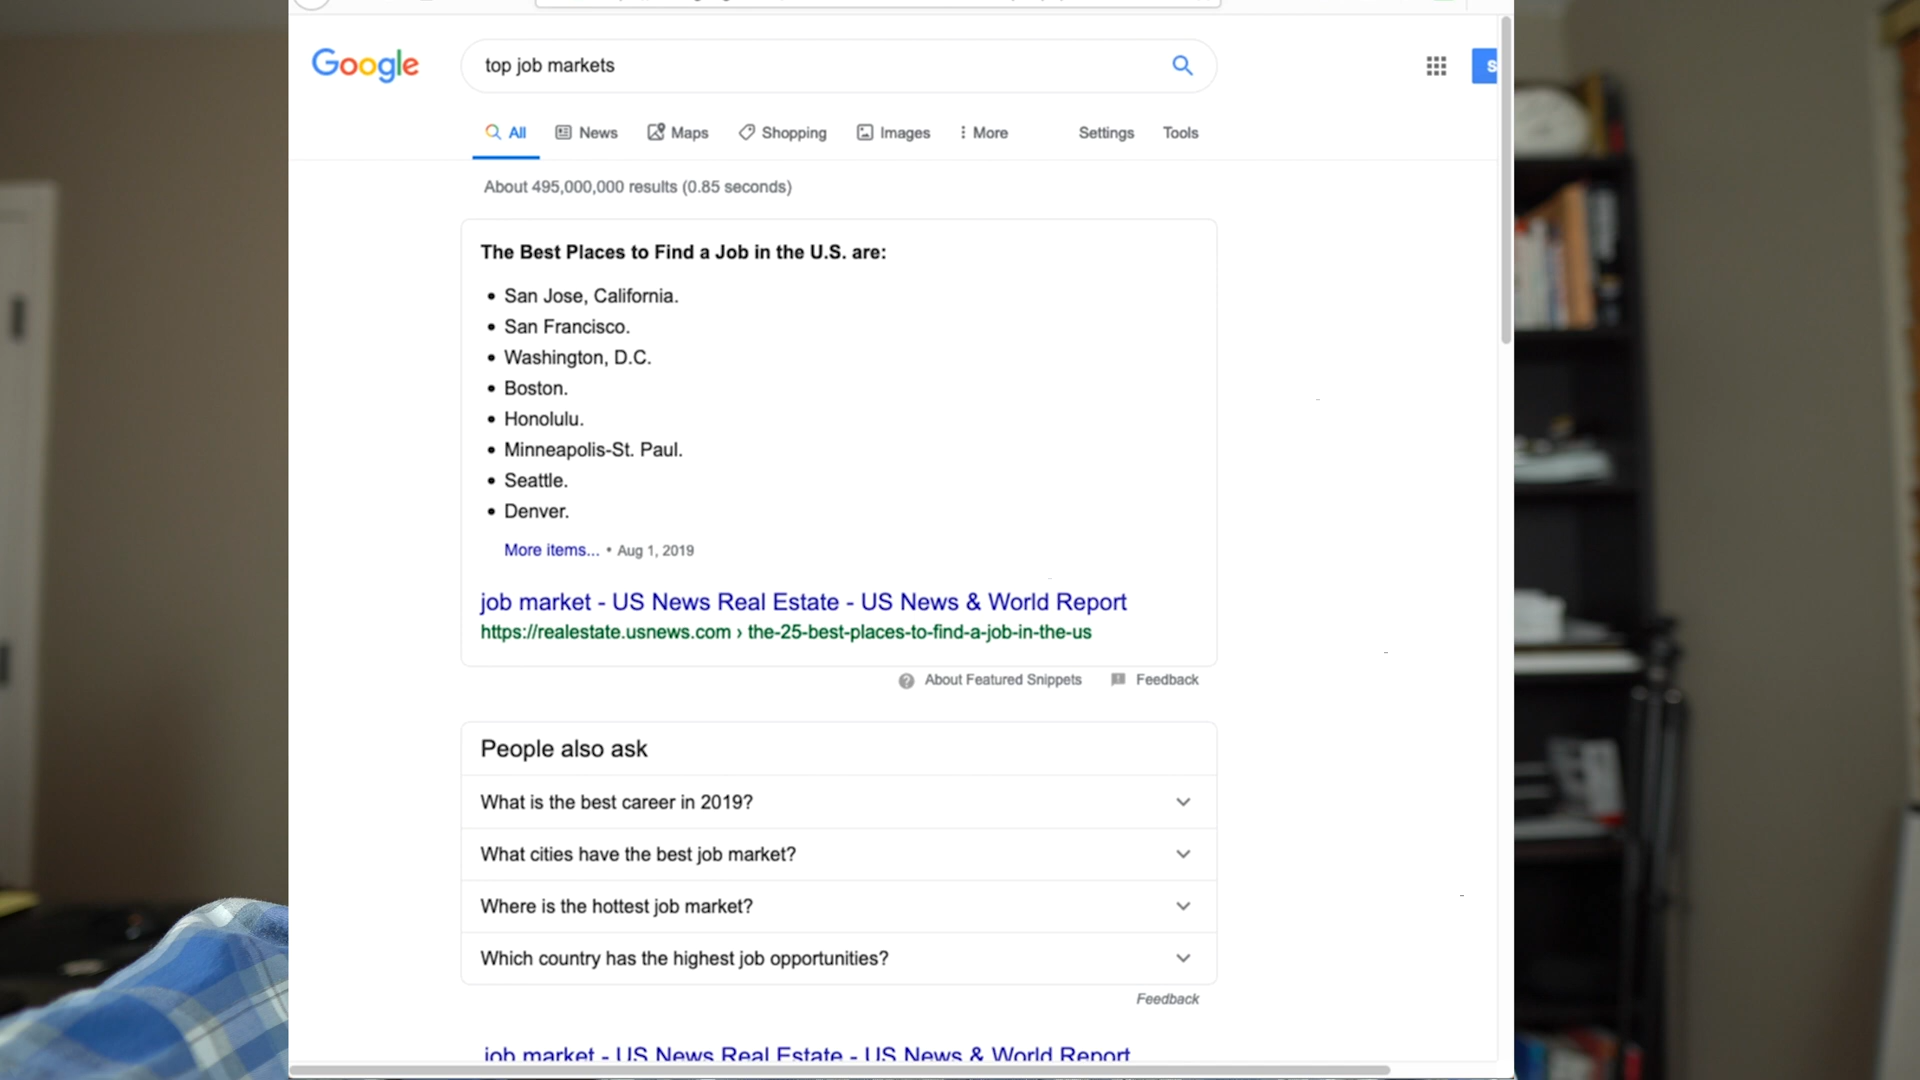 Google
top job markets
S
All News Maps Shopping Images More Settings Tools
About 495,000,000 results (0.85 seconds)
The Best Places to Find a Job in the U.S. are:
• San Jose, California.
• San Francisco.
• Washington, D.C.
• Boston.
• Honolulu.
• Minneapolis-St. Paul.
• Seattle.
• Denver.
More items... • Aug 1, 2019
job market - US News Real Estate - US News & World Report
https://realestate.usnews.com › the-25-best-places-to-find-a-job-in-the-us
About Featured Snippets Feedback
People also ask
What is the best career in 2019?
What cities have the best job market?
Where is the hottest job market?
Which country has the highest job opportunities?
Feedback
job market - US News Real Estate - US News & World Report